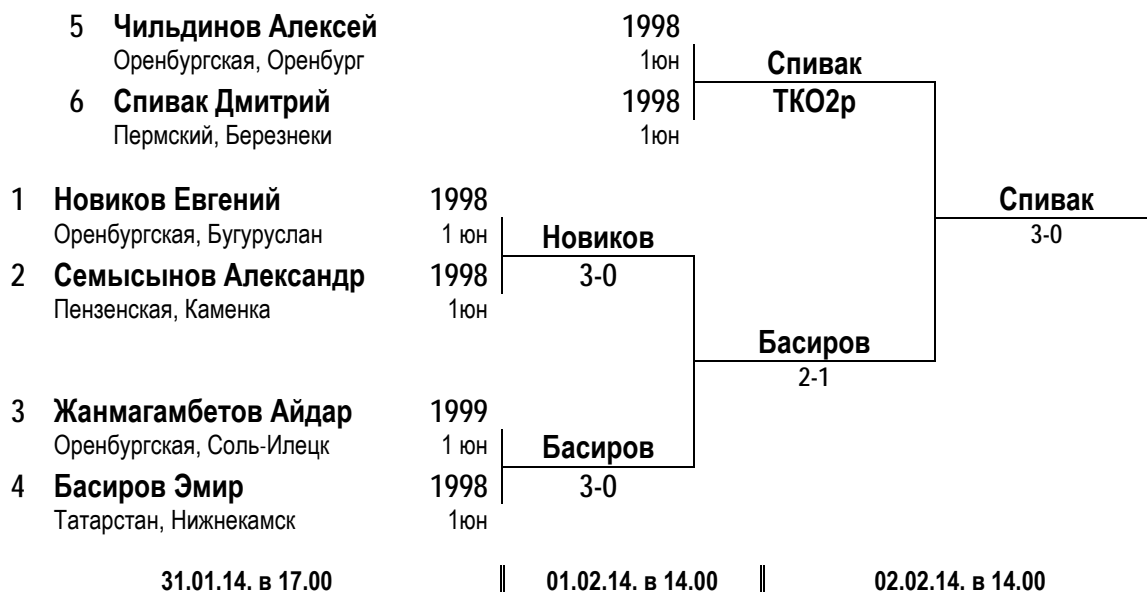 5 Чильдинов Алексей 1998
Оренбургская, Оренбург 1юн Спивак
6 Спивак Дмитрий 1998 ТКО2р
Пермский, Березнеки 1юн
1 Новиков Евгений 1998 Спивак
Оренбургская, Бугуруслан 1 юн Новиков 3-0
2 Семысынов Александр 1998 3-0
Пензенская, Каменка 1юн
Басиров
2-1
3 Жанмагамбетов Айдар 1999
Оренбургская, Соль-Илецк 1 юн Басиров
4 Басиров Эмир 1998 3-0
Татарстан, Нижнекамск 1юн
31.01.14. в 17.00 01.02.14. в 14.00 02.02.14. в 14.00